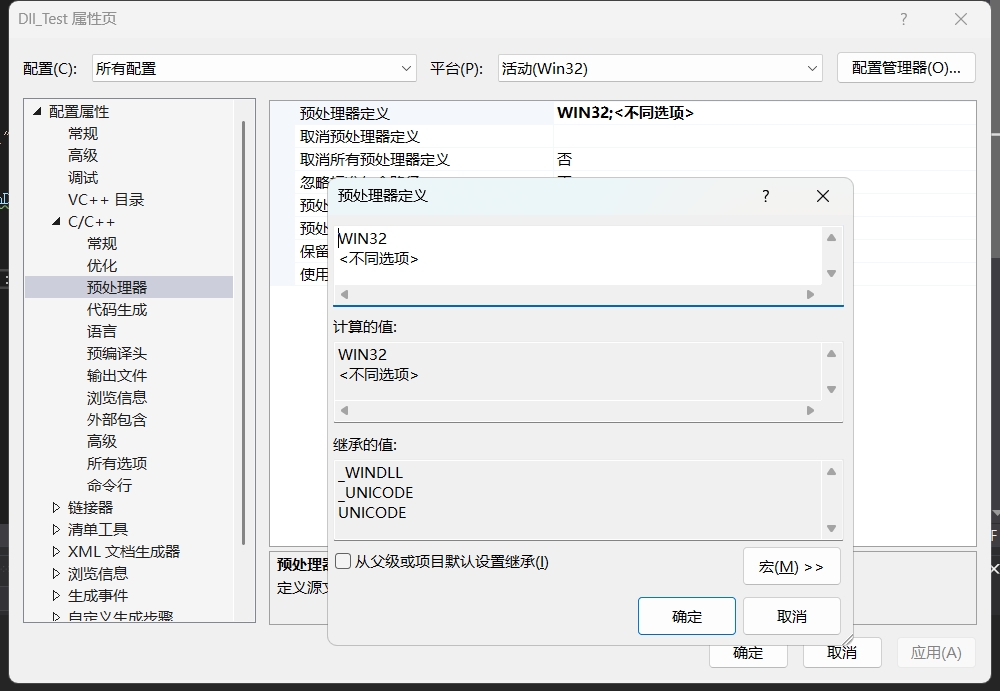 Dll_Test 属性页
配置(C):
所有配置
平台(P):
活动(Win32)
配置管理器(O)...
配置属性
常规
高级
调试
VC++ 目录
C/C++
常规
优化
预处理器
代码生成
语言
预编译头
输出文件
浏览信息
外部包含
高级
所有选项
命令行
链接器
清单工具
XML 文档生成器
浏览信息
生成事件
自定义生成步骤
预处理器定义 WIN32;<不同选项>
取消预处理器定义
取消所有预处理器定义 否
预处
预处
保留
使用
预处理器定义
?
WIN32
<不同选项>
计算的值:
WIN32
<不同选项>
继承的值:
_WINDLL
_UNICODE
UNICODE
从父级或项目默认设置继承(I)
宏(M) >>
确定
取消
预处理器
定义源文
确定
取消
应用(A)